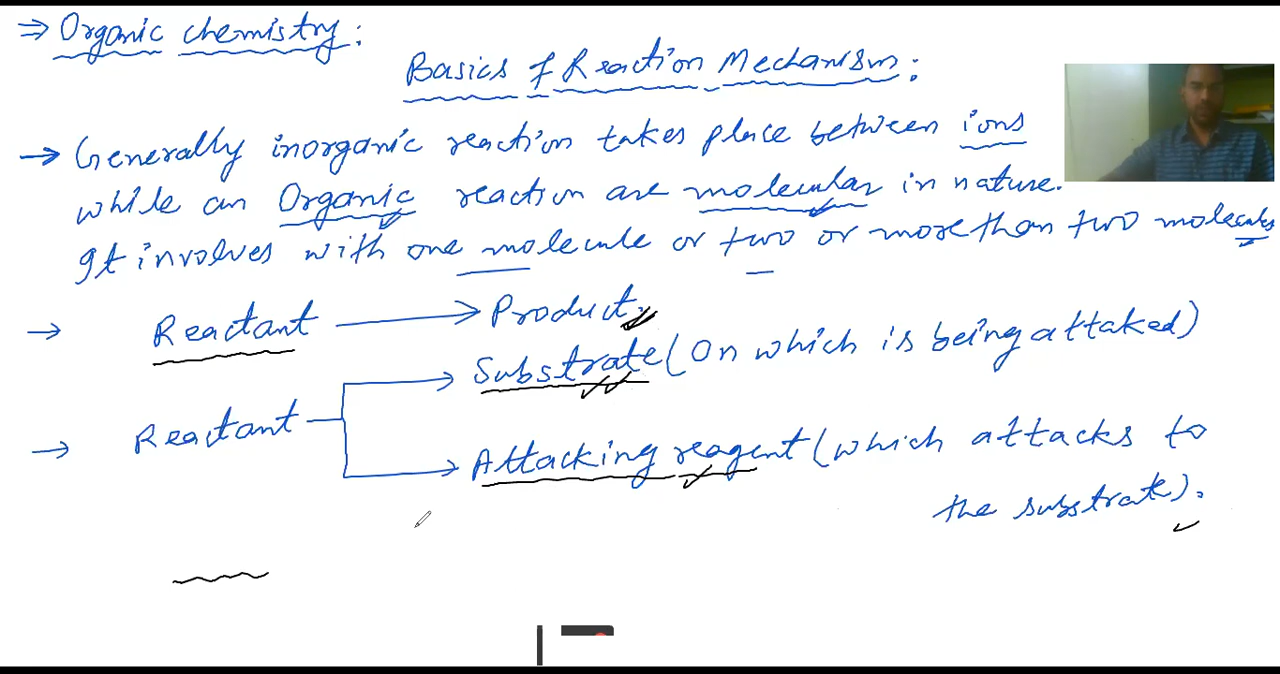 ⇒ Organic chemistry:
Basics of Reaction Mechanism:
→ Generally inorganic reaction takes place between ions
while an Organic reaction are molecular in nature.
It involves with one molecule or two or more than two molecules
→ Reactant → Product.
Substrate (On which is being attaked)
→ Reactant
Attacking reagent (which attacks to
the substrate).